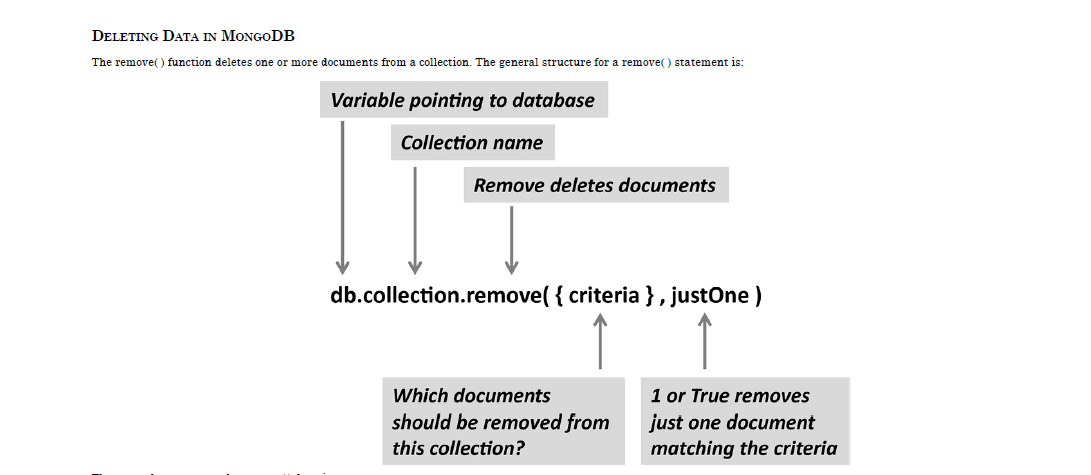 DELETING DATA IN MONGODB
The remove( ) function deletes one or more documents from a collection. The general structure for a remove( ) statement is:
Variable pointing to database
Collection name
Remove deletes documents
db.collection.remove( { criteria } , justOne )
Which documents
should be removed from
this collection?
1 or True removes
just one document
matching the criteria